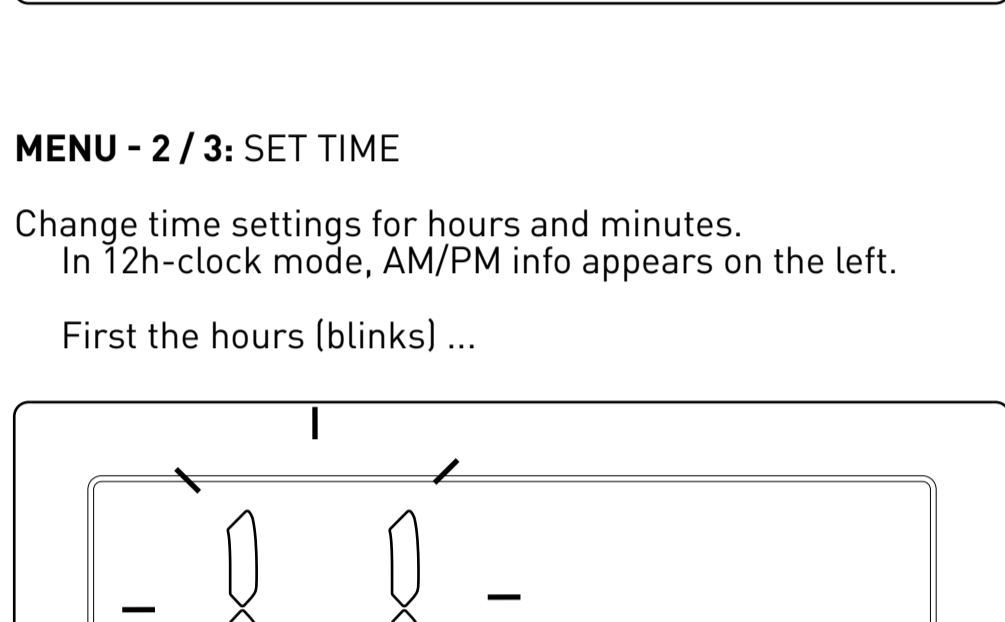 MENU - 2 / 3: SET TIME
Change time settings for hours and minutes.
In 12h-clock mode, AM/PM info appears on the left.
First the hours (blinks) ...